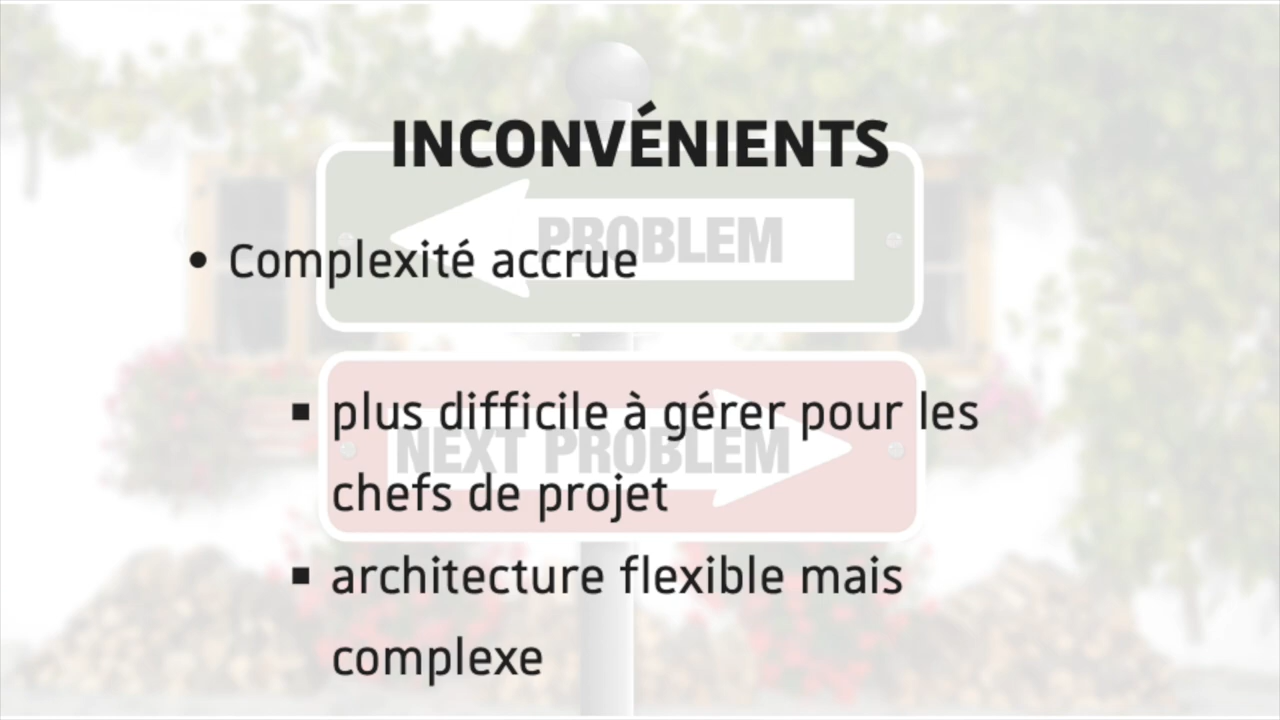 INCONVÉNIENTS
PROBLEM
• Complexité accrue
▪ plus difficile à gérer pour les
NEXT PROBLEM
chefs de projet
▪ architecture flexible mais
complexe